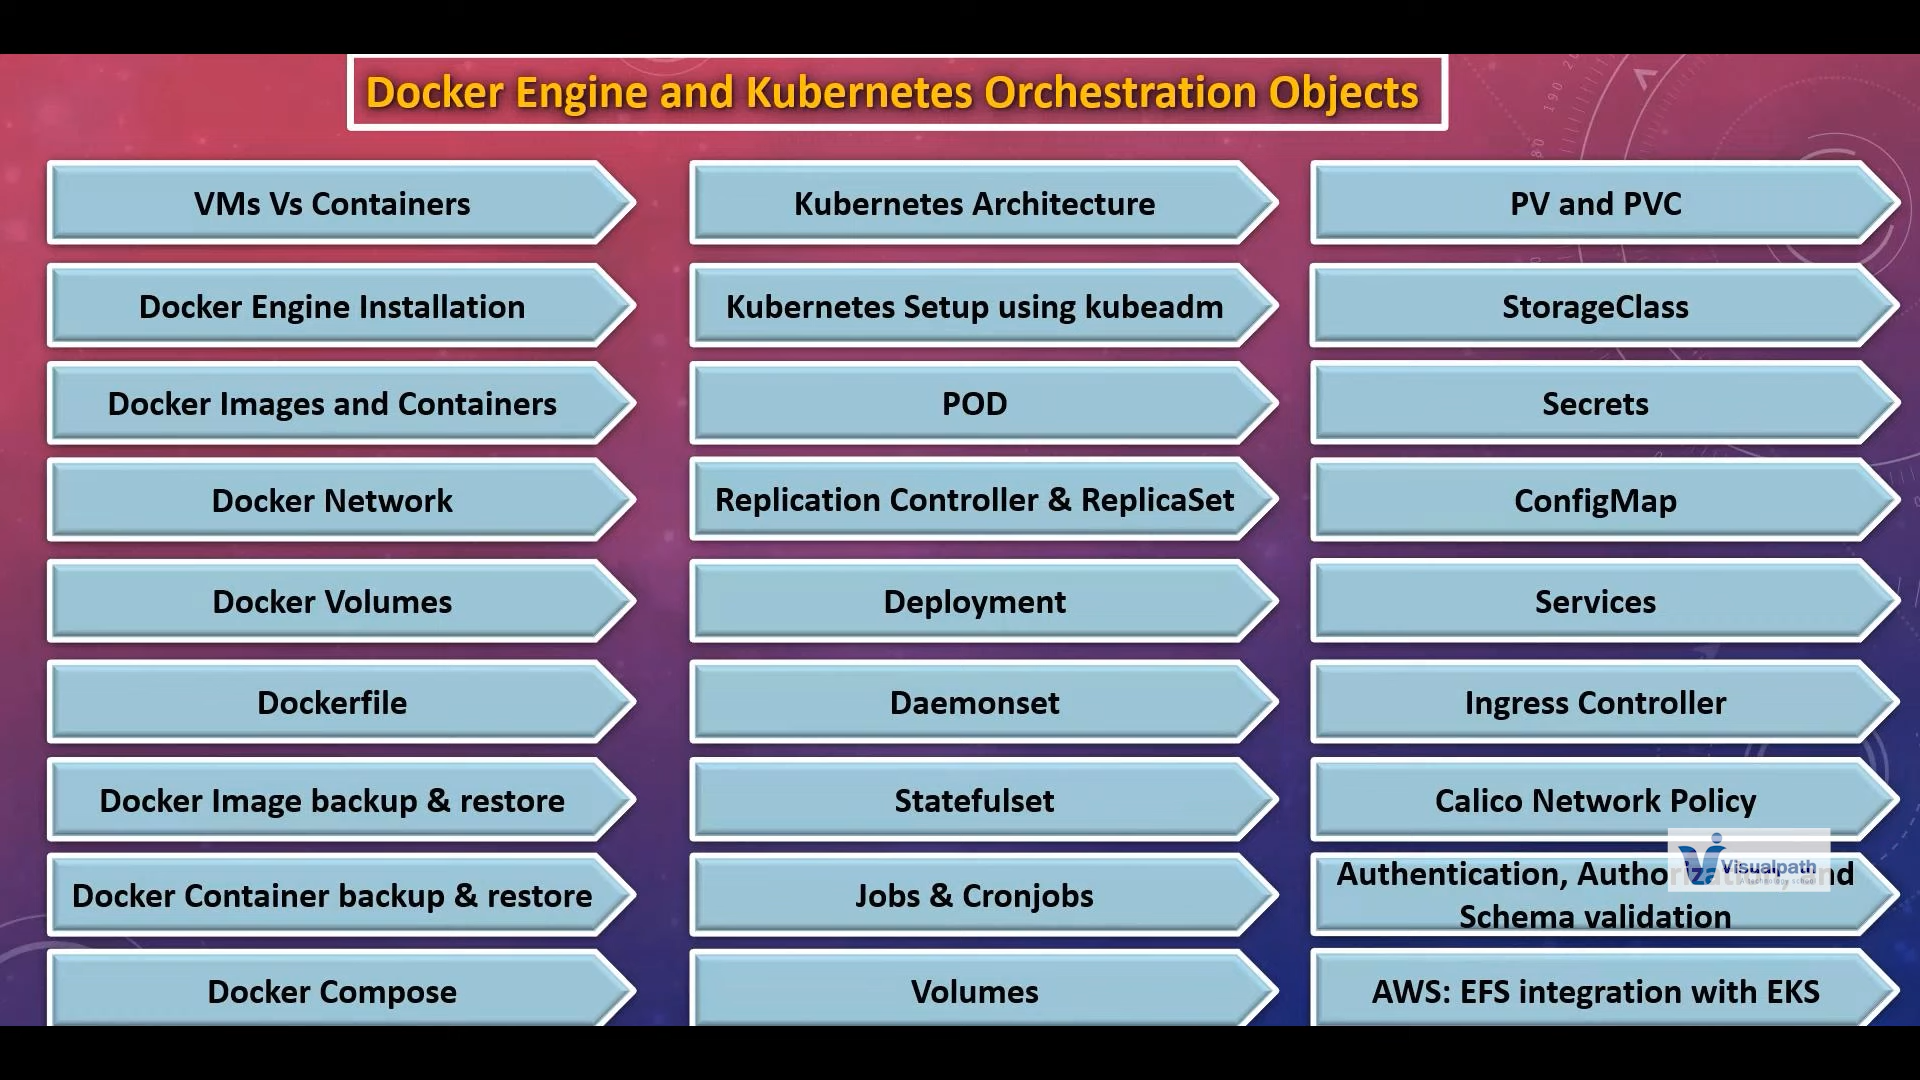 Docker Engine and Kubernetes Orchestration Objects
VMs Vs Containers
Docker Engine Installation
Docker Images and Containers
Docker Network
Docker Volumes
Dockerfile
Docker Image backup & restore
Docker Container backup & restore
Docker Compose
Kubernetes Architecture
Kubernetes Setup using kubeadm
POD
Replication Controller & ReplicaSet
Deployment
Daemonset
Statefulset
Jobs & Cronjobs
Volumes
PV and PVC
StorageClass
Secrets
ConfigMap
Services
Ingress Controller
Calico Network Policy
Authentication, Authorization, and
Schema validation
AWS: EFS integration with EKS
Visualpath
190